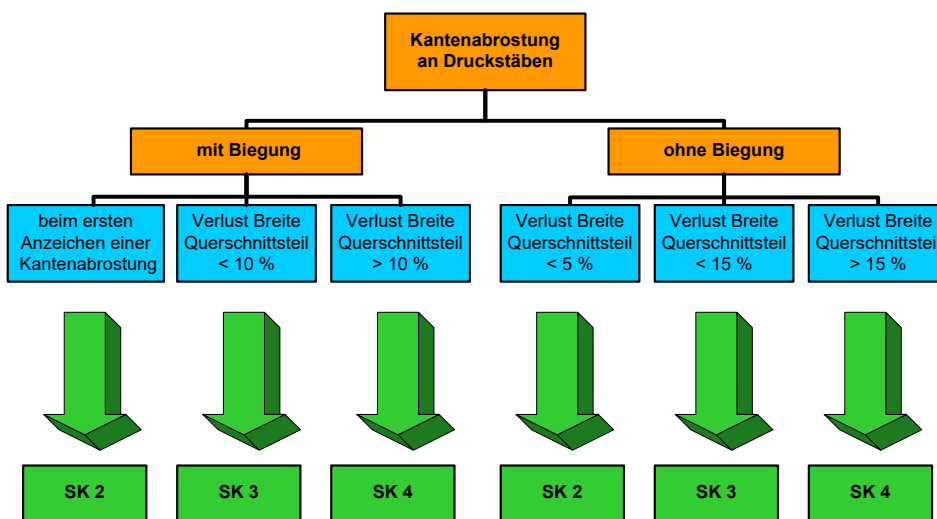 Kantenabrostung
an Druckstäben
mit Biegung
ohne Biegung
beim ersten
Anzeichen einer
Kantenabrostung
Verlust Breite
Querschnittsteil
< 10 %
Verlust Breite
Querschnittsteil
> 10 %
Verlust Breite
Querschnittsteil
< 5 %
Verlust Breite
Querschnittsteil
< 15 %
Verlust Breite
Querschnittsteil
> 15 %
SK 2
SK 3
SK 4
SK 2
SK 3
SK 4